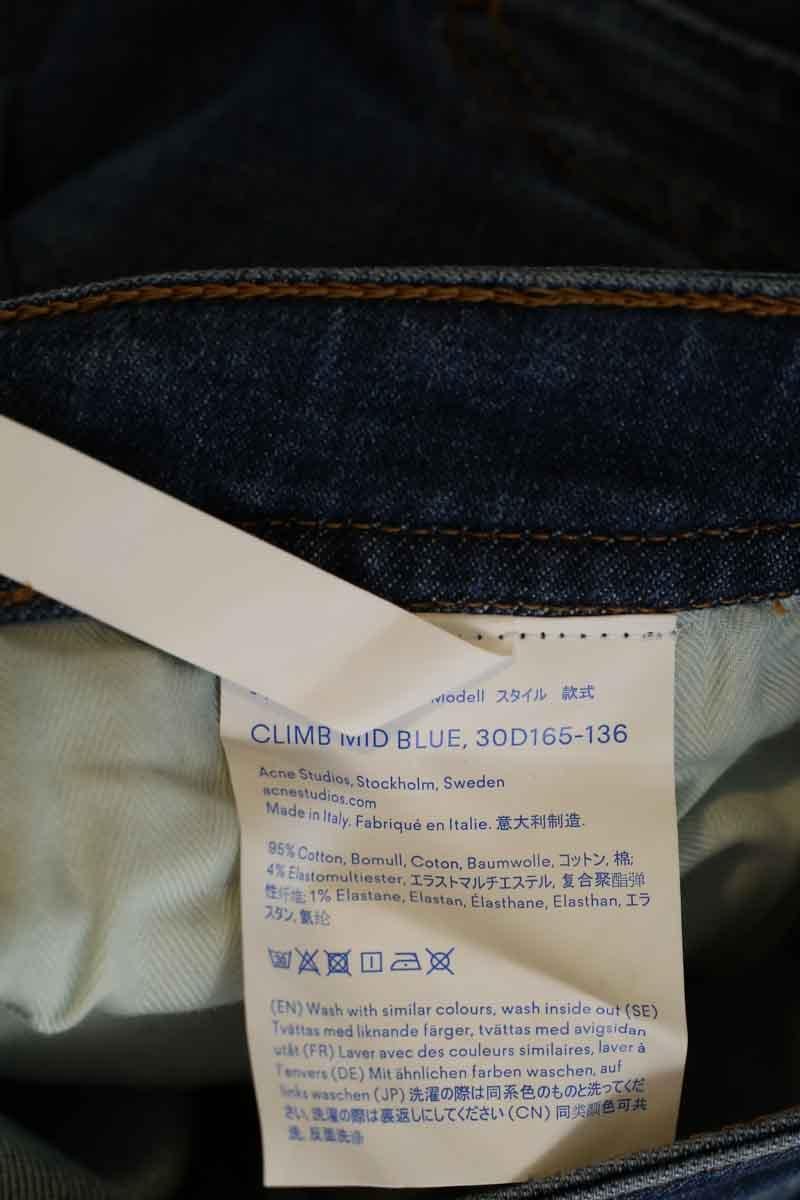 Modell スタイル 款式
CLIMB MID BLUE, 30D165-136
Acne Studios, Stockholm, Sweden
acnestudios.com
Made in Italy. Fabriqué en Italie. 意大利制造.
95% Cotton, Bomull, Coton, Baumwolle, コットン, 棉;
4% Elastomultiester, エラストマルチエステル, 复合聚酯弹
性纤维; 1% Elastane, Elastan, Élasthanne, Elasthan, エラ
スタン, 氨纶
(EN) Wash with similar colours, wash inside out (SE)
Tvättas med liknande färger, tvättas med avigsidan
utåt (FR) Laver avec des couleurs similaires, laver à
l'envers (DE) Mit ähnlichen farben waschen, auf
links waschen (JP) 洗濯の際は同系色のものと洗ってくだ
さい, 洗濯の際は裏返しにしてください (CN) 同类颜色可共
洗, 反面洗涤